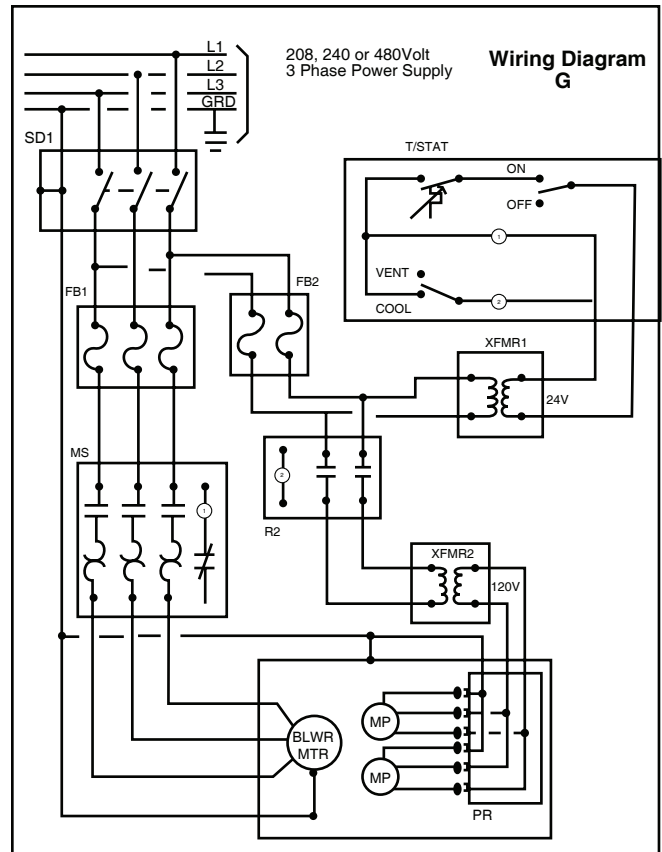 L1
L2
L3
GRD
208, 240 or 480Volt
3 Phase Power Supply
Wiring Diagram
G
SD1
T/STAT
ON
OFF
1
VENT
COOL
2
FB1
FB2
XFMR1
24V
MS
1
2
R2
XFMR2
120V
BLWR
MTR
MP
MP
PR